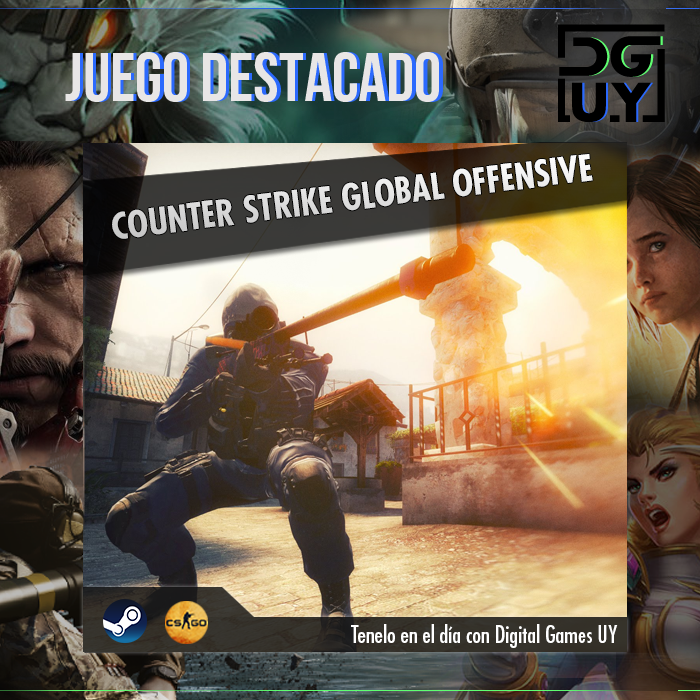 JUEGO DESTACADO
DG
U.Y
COUNTER STRIKE GLOBAL OFFENSIVE
CS GO
Tenelo en el día con Digital Games UY